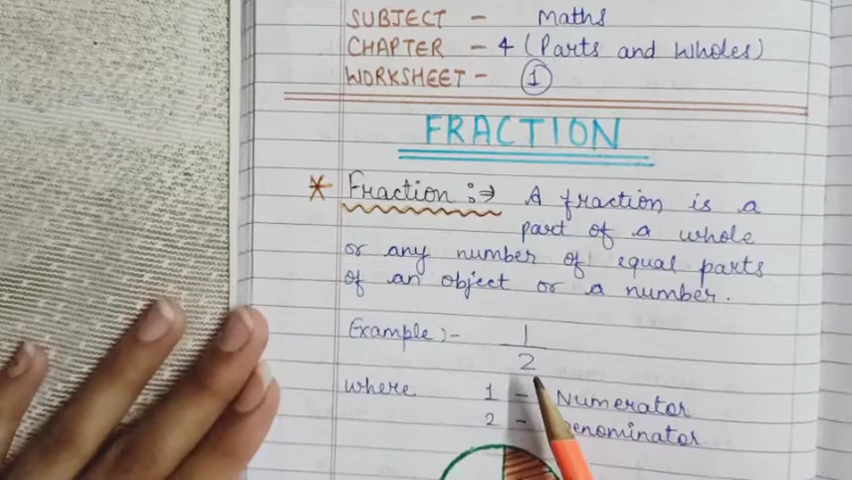 SUBJECT - Maths
CHAPTER - 4 (Parts and Wholes)
WORKSHEET - 1
FRACTION
* Fraction :⇒ A fraction is a
part of a whole
or any number of equal parts
of an object or a number.
Example :- 1
2
where 1 - Numerator
2 - Denominator